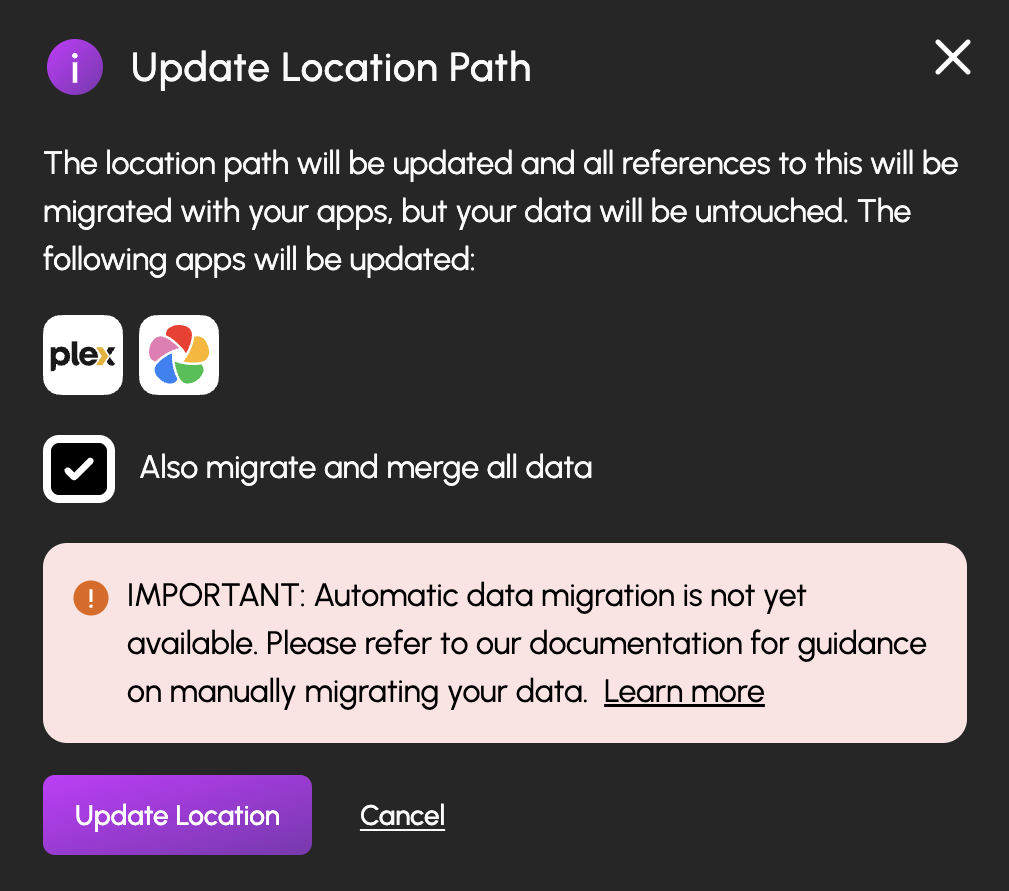 Update Location Path
The location path will be updated and all references to this will be
migrated with your apps, but your data will be untouched. The
following apps will be updated:
plex
Also migrate and merge all data
IMPORTANT: Automatic data migration is not yet
available. Please refer to our documentation for guidance
on manually migrating your data. Learn more
Update Location Cancel